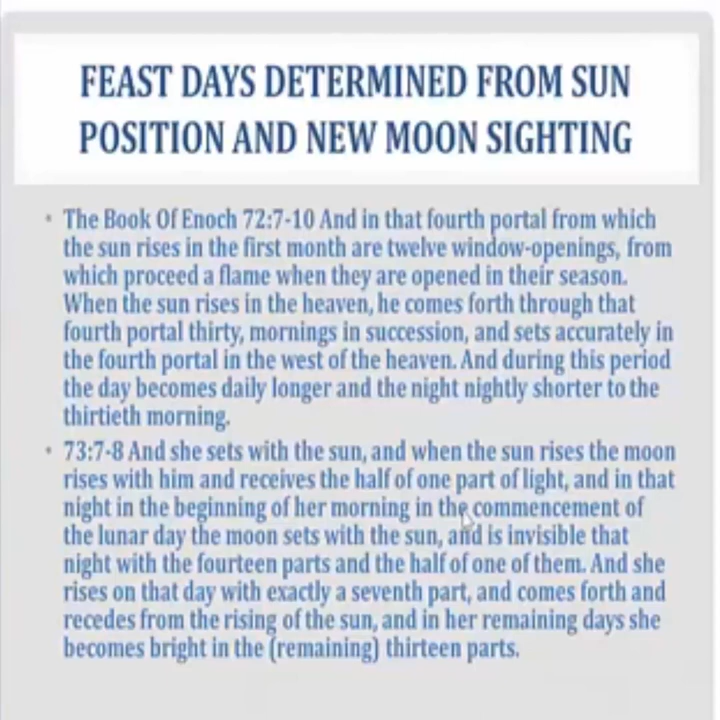 FEAST DAYS DETERMINED FROM SUN
POSITION AND NEW MOON SIGHTING
• The Book Of Enoch 72:7-10 And in that fourth portal from which
the sun rises in the first month are twelve window-openings, from
which proceed a flame when they are opened in their season.
When the sun rises in the heaven, he comes forth through that
fourth portal thirty, mornings in succession, and sets accurately in
the fourth portal in the west of the heaven. And during this period
the day becomes daily longer and the night nightly shorter to the
thirtieth morning.
• 73:7-8 And she sets with the sun, and when the sun rises the moon
rises with him and receives the half of one part of light, and in that
night in the beginning of her morning in the commencement of
the lunar day the moon sets with the sun, and is invisible that
night with the fourteen parts and the half of one of them. And she
rises on that day with exactly a seventh part, and comes forth and
recedes from the rising of the sun, and in her remaining days she
becomes bright in the (remaining) thirteen parts.